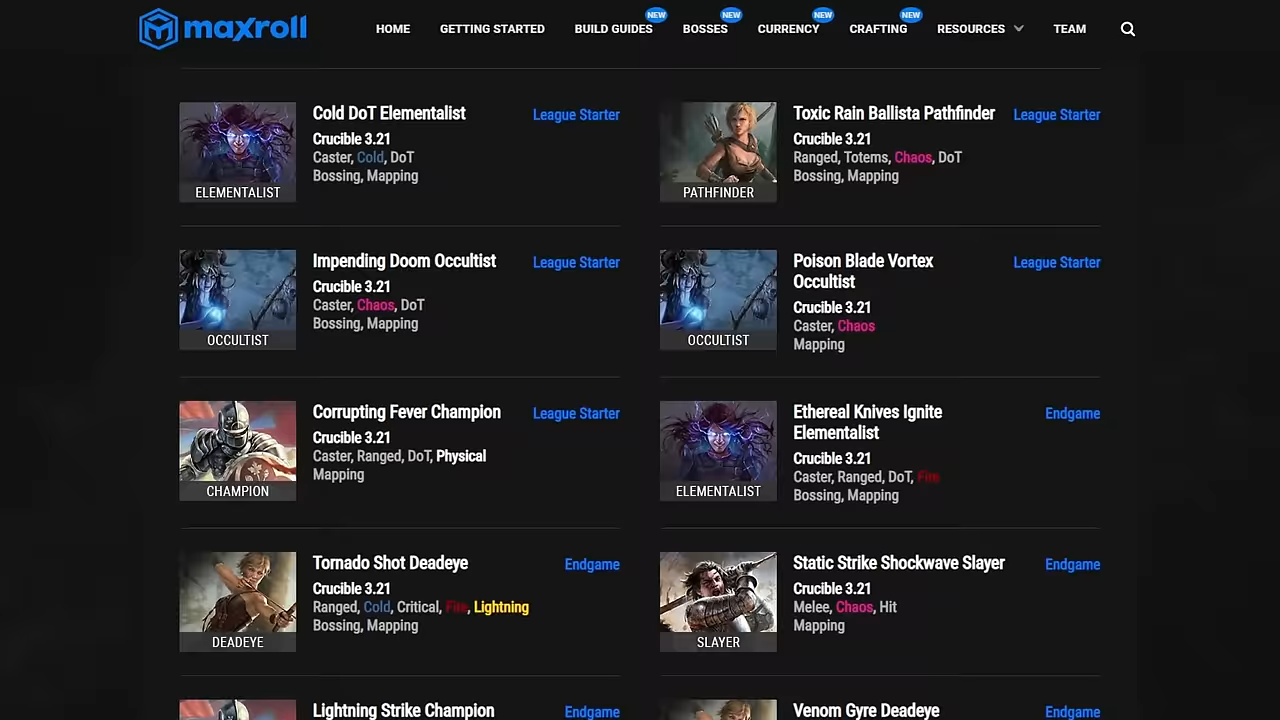 maxroll
HOME
GETTING STARTED
BUILD GUIDES
NEW
BOSSES
NEW
CURRENCY
NEW
CRAFTING
NEW
RESOURCES
TEAM
ELEMENTALIST
Cold DoT Elementalist
League Starter
Crucible 3.21
Caster, Cold, DoT
Bossing, Mapping
PATHFINDER
Toxic Rain Ballista Pathfinder
League Starter
Crucible 3.21
Ranged, Totems, Chaos, DoT
Bossing, Mapping
OCCULTIST
Impending Doom Occultist
League Starter
Crucible 3.21
Caster, Chaos, DoT
Bossing, Mapping
OCCULTIST
Poison Blade Vortex
Occultist
League Starter
Crucible 3.21
Caster, Chaos
Mapping
CHAMPION
Corrupting Fever Champion
League Starter
Crucible 3.21
Caster, Ranged, DoT, Physical
Mapping
ELEMENTALIST
Ethereal Knives Ignite
Elementalist
Endgame
Crucible 3.21
Caster, Ranged, DoT, Fire
Bossing, Mapping
DEADEYE
Tornado Shot Deadeye
Endgame
Crucible 3.21
Ranged, Cold, Critical, Fire, Lightning
Bossing, Mapping
SLAYER
Static Strike Shockwave Slayer
Endgame
Crucible 3.21
Melee, Chaos, Hit
Mapping
Lightning Strike Champion
Endgame
Venom Gyre Deadeye
Endgame